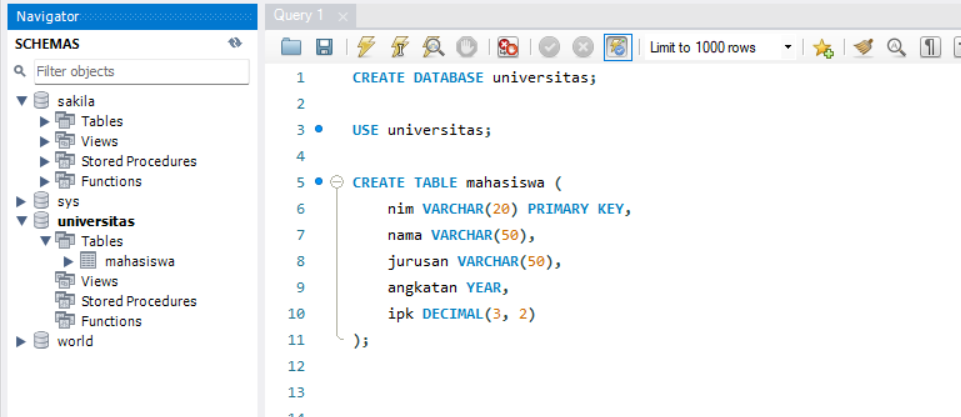 Navigator
SCHEMAS
Filter objects
sakila
Tables
Views
Stored Procedures
Functions
sys
universitas
Tables
mahasiswa
Views
Stored Procedures
Functions
world
Query 1
Limit to 1000 rows
1 CREATE DATABASE universitas;
2
3 USE universitas;
4
5 CREATE TABLE mahasiswa (
6 nim VARCHAR(20) PRIMARY KEY,
7 nama VARCHAR(50),
8 jurusan VARCHAR(50),
9 angkatan YEAR,
10 ipk DECIMAL(3, 2)
11 );
12
13